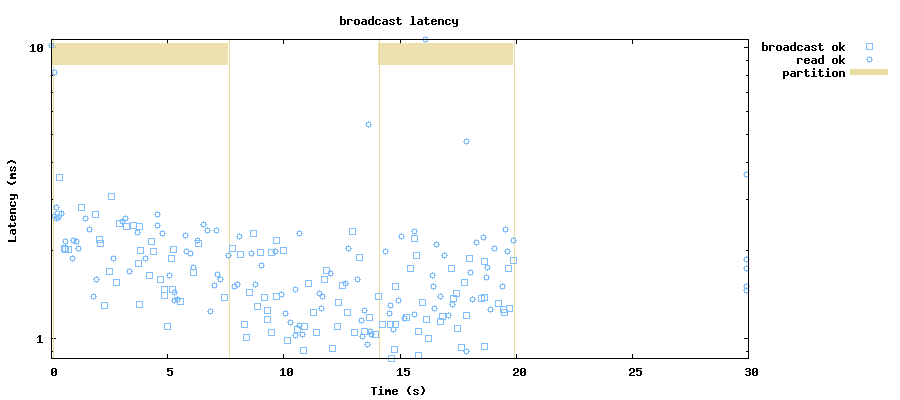 broadcast latency
broadcast ok
read ok
partition
10
1
Latency (ms)
0 5 10 15 20 25 30
Time (s)